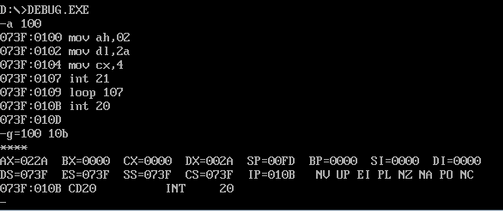 D:\>DEBUG.EXE
-a 100
073F:0100 mov ah,02
073F:0102 mov dl,2a
073F:0104 mov cx,4
073F:0107 int 21
073F:0109 loop 107
073F:010B int 20
073F:010D
-g=100 10b
****
AX=022A  BX=0000  CX=0000  DX=002A  SP=00FD  BP=0000  SI=0000  DI=0000
DS=073F  ES=073F  SS=073F  CS=073F  IP=010B   NV UP EI PL NZ NA PO NC
073F:010B CD20          INT     20
-